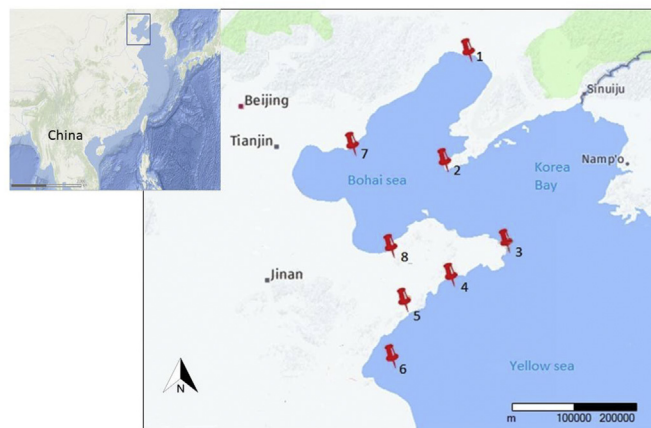 China
Beijing
Tianjin
Jinan
Bohai sea
Korea
Bay
Yellow sea
Sinuiju
Namp'o
1
2
3
4
5
6
7
8
N
m 100000 200000